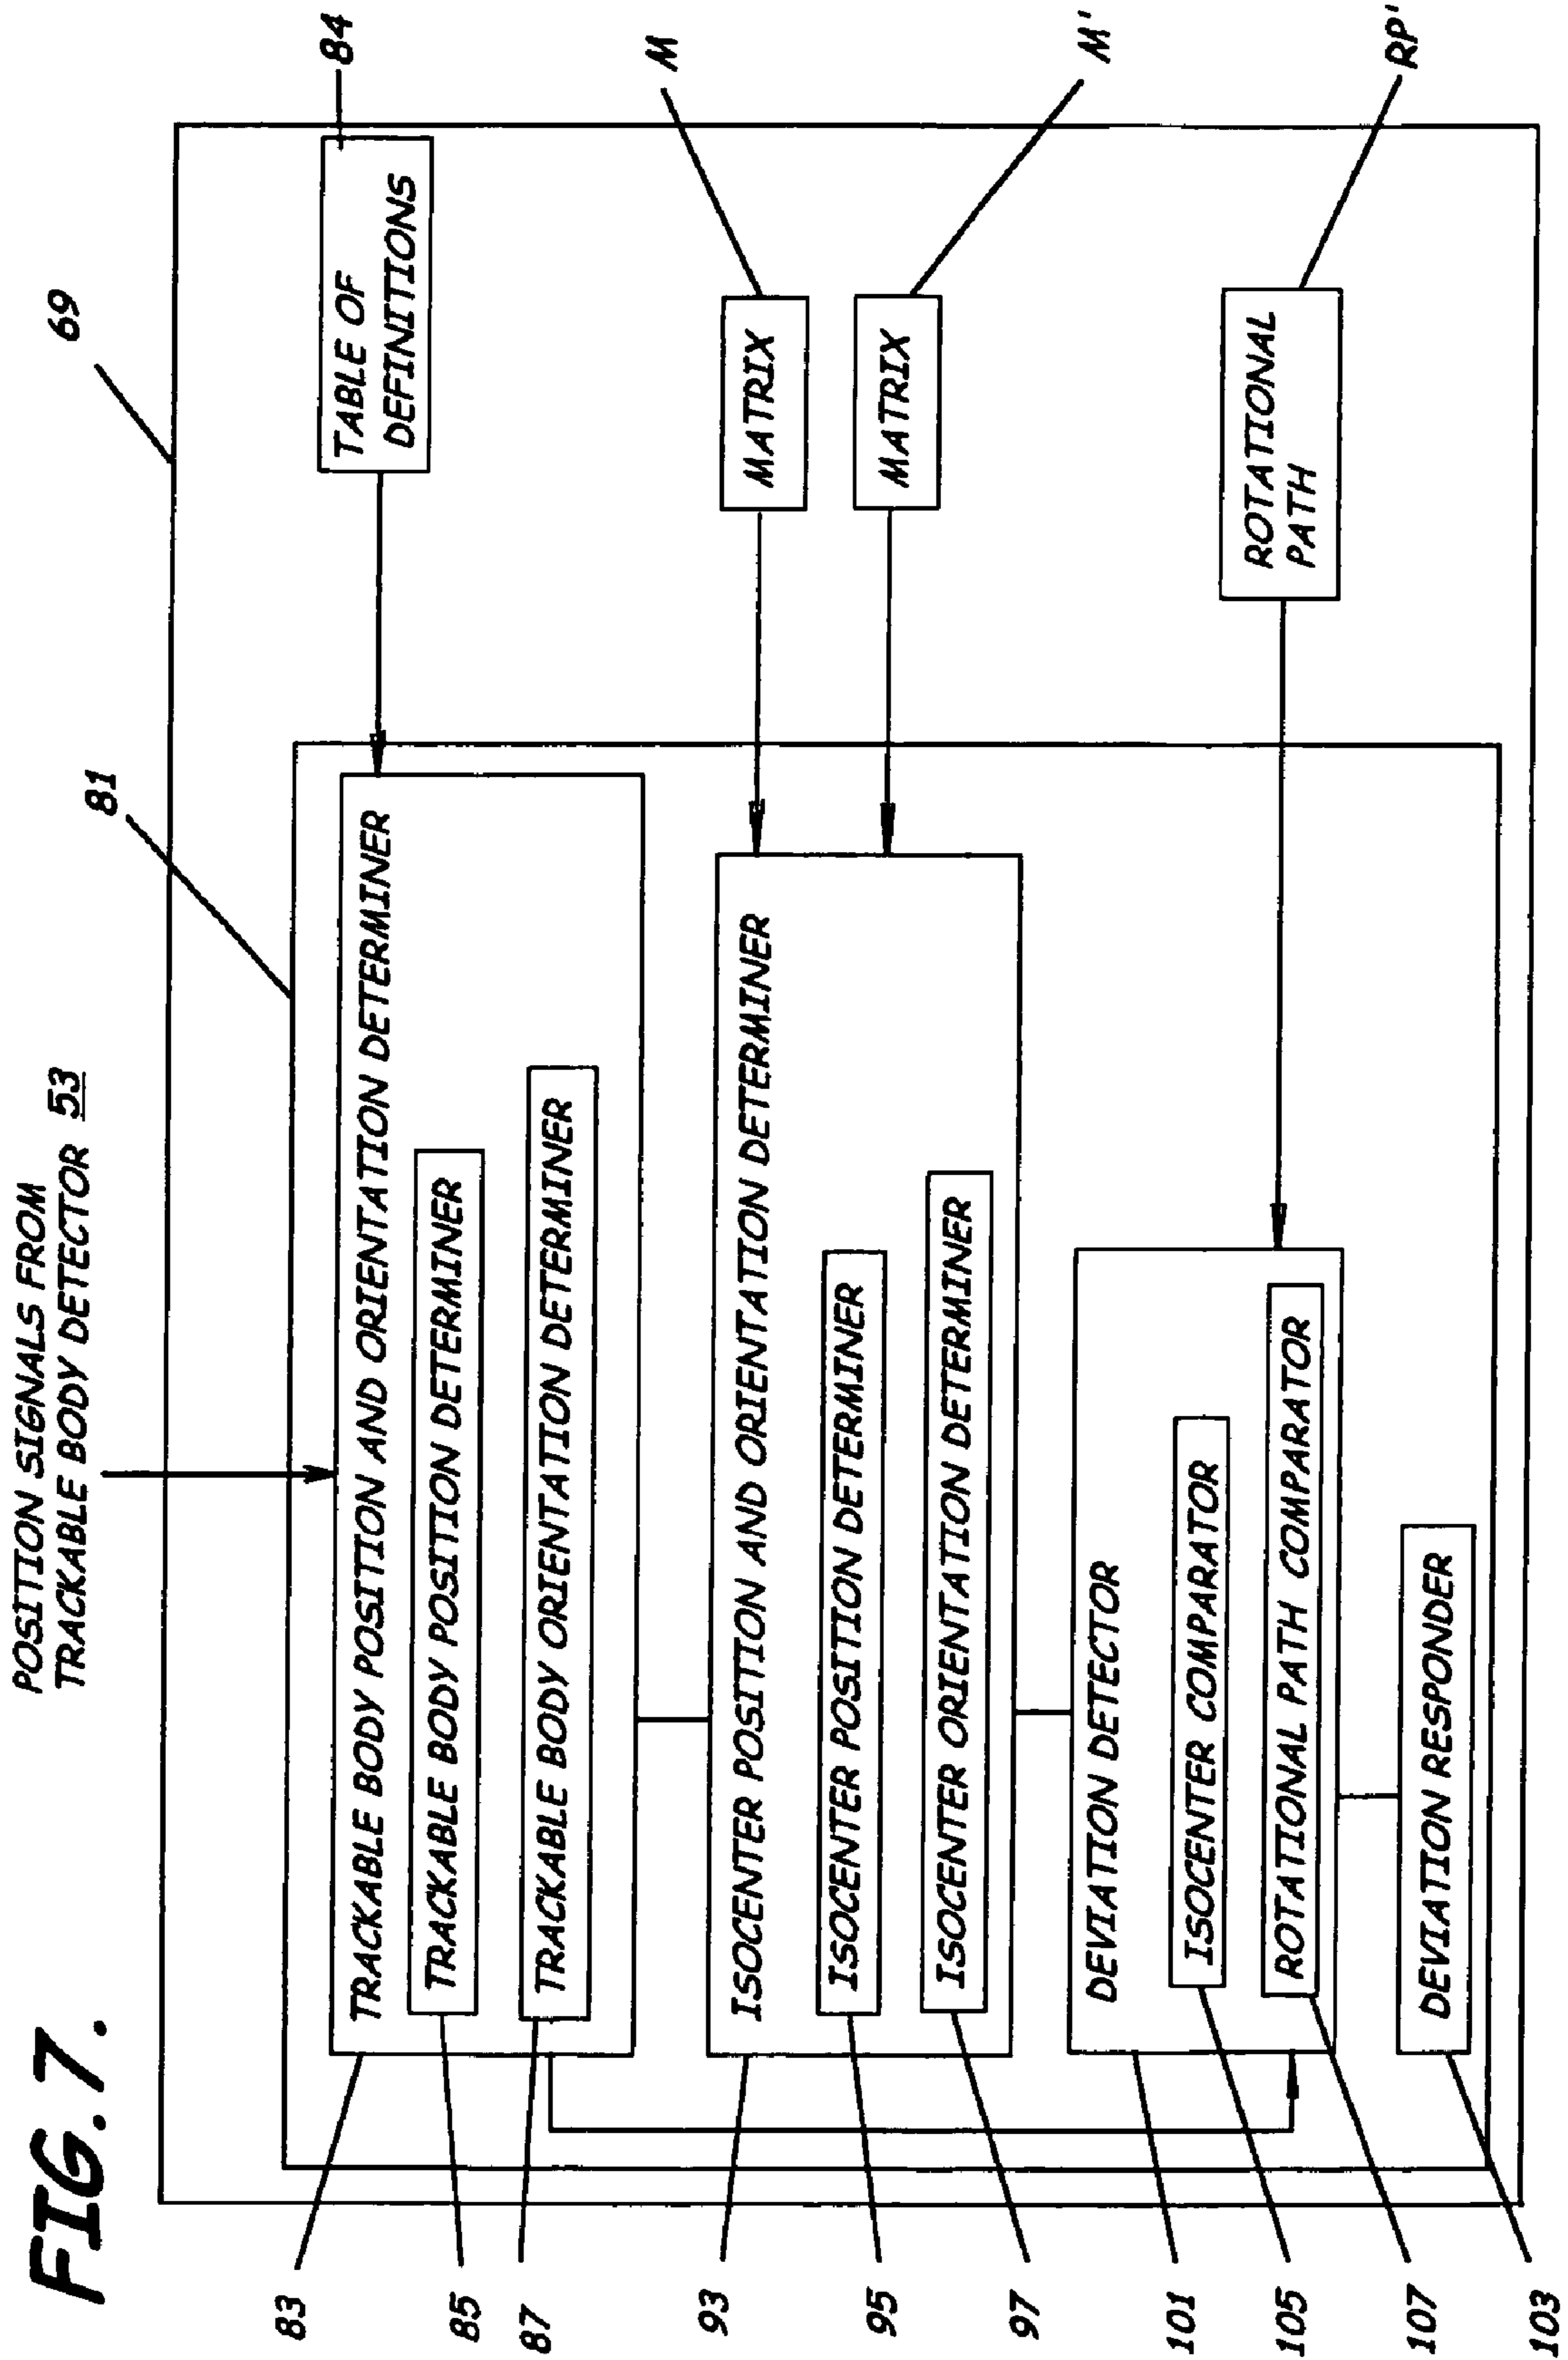 FIG. 7.
POSITION SIGNALS FROM
TRACKABLE BODY DETECTOR 53
69
81
84
TABLE OF
DEFINITIONS
83
TRACKABLE BODY POSITION AND ORIENTATION DETERMINER
85
TRACKABLE BODY POSITION DETERMINER
87
TRACKABLE BODY ORIENTATION DETERMINER
M
MATRIX
M'
MATRIX
93
ISOCENTER POSITION AND ORIENTATION DETERMINER
95
ISOCENTER POSITION DETERMINER
97
ISOCENTER ORIENTATION DETERMINER
RP'
ROTATIONAL
PATH
101
DEVIATION DETECTOR
105
ISOCENTER COMPARATOR
107
ROTATIONAL PATH COMPARATOR
103
DEVIATION RESPONDER